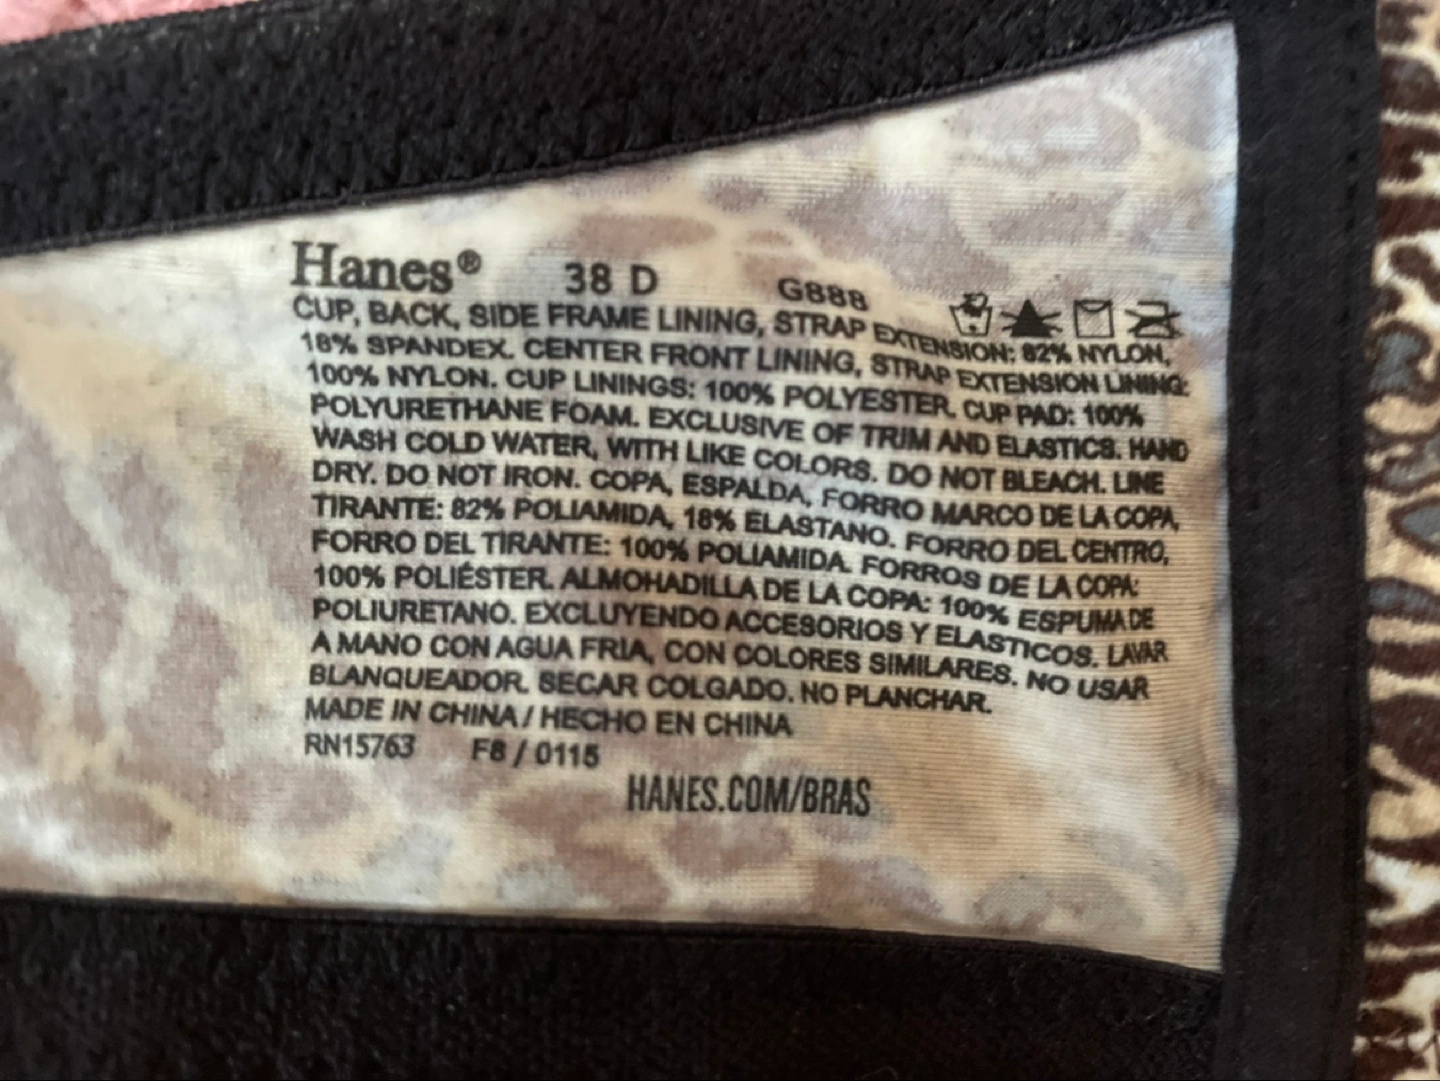 Hanes® 38 D G888
CUP, BACK, SIDE FRAME LINING, STRAP EXTENSION: 82% NYLON,
18% SPANDEX. CENTER FRONT LINING, STRAP EXTENSION LINING:
100% NYLON. CUP LININGS: 100% POLYESTER. CUP PAD: 100%
POLYURETHANE FOAM. EXCLUSIVE OF TRIM AND ELASTICS. HAND
WASH COLD WATER, WITH LIKE COLORS. DO NOT BLEACH. LINE
DRY. DO NOT IRON. COPA, ESPALDA, FORRO MARCO DE LA COPA,
TIRANTE: 82% POLIAMIDA, 18% ELASTANO. FORRO DEL CENTRO,
FORRO DEL TIRANTE: 100% POLIAMIDA. FORROS DE LA COPA:
100% POLIÉSTER. ALMOHADILLA DE LA COPA: 100% ESPUMA DE
POLIURETANO. EXCLUYENDO ACCESORIOS Y ELASTICOS. LAVAR
A MANO CON AGUA FRIA, CON COLORES SIMILARES. NO USAR
BLANQUEADOR. SECAR COLGADO. NO PLANCHAR.
MADE IN CHINA / HECHO EN CHINA
RN15763 F8 / 0115
HANES.COM/BRAS